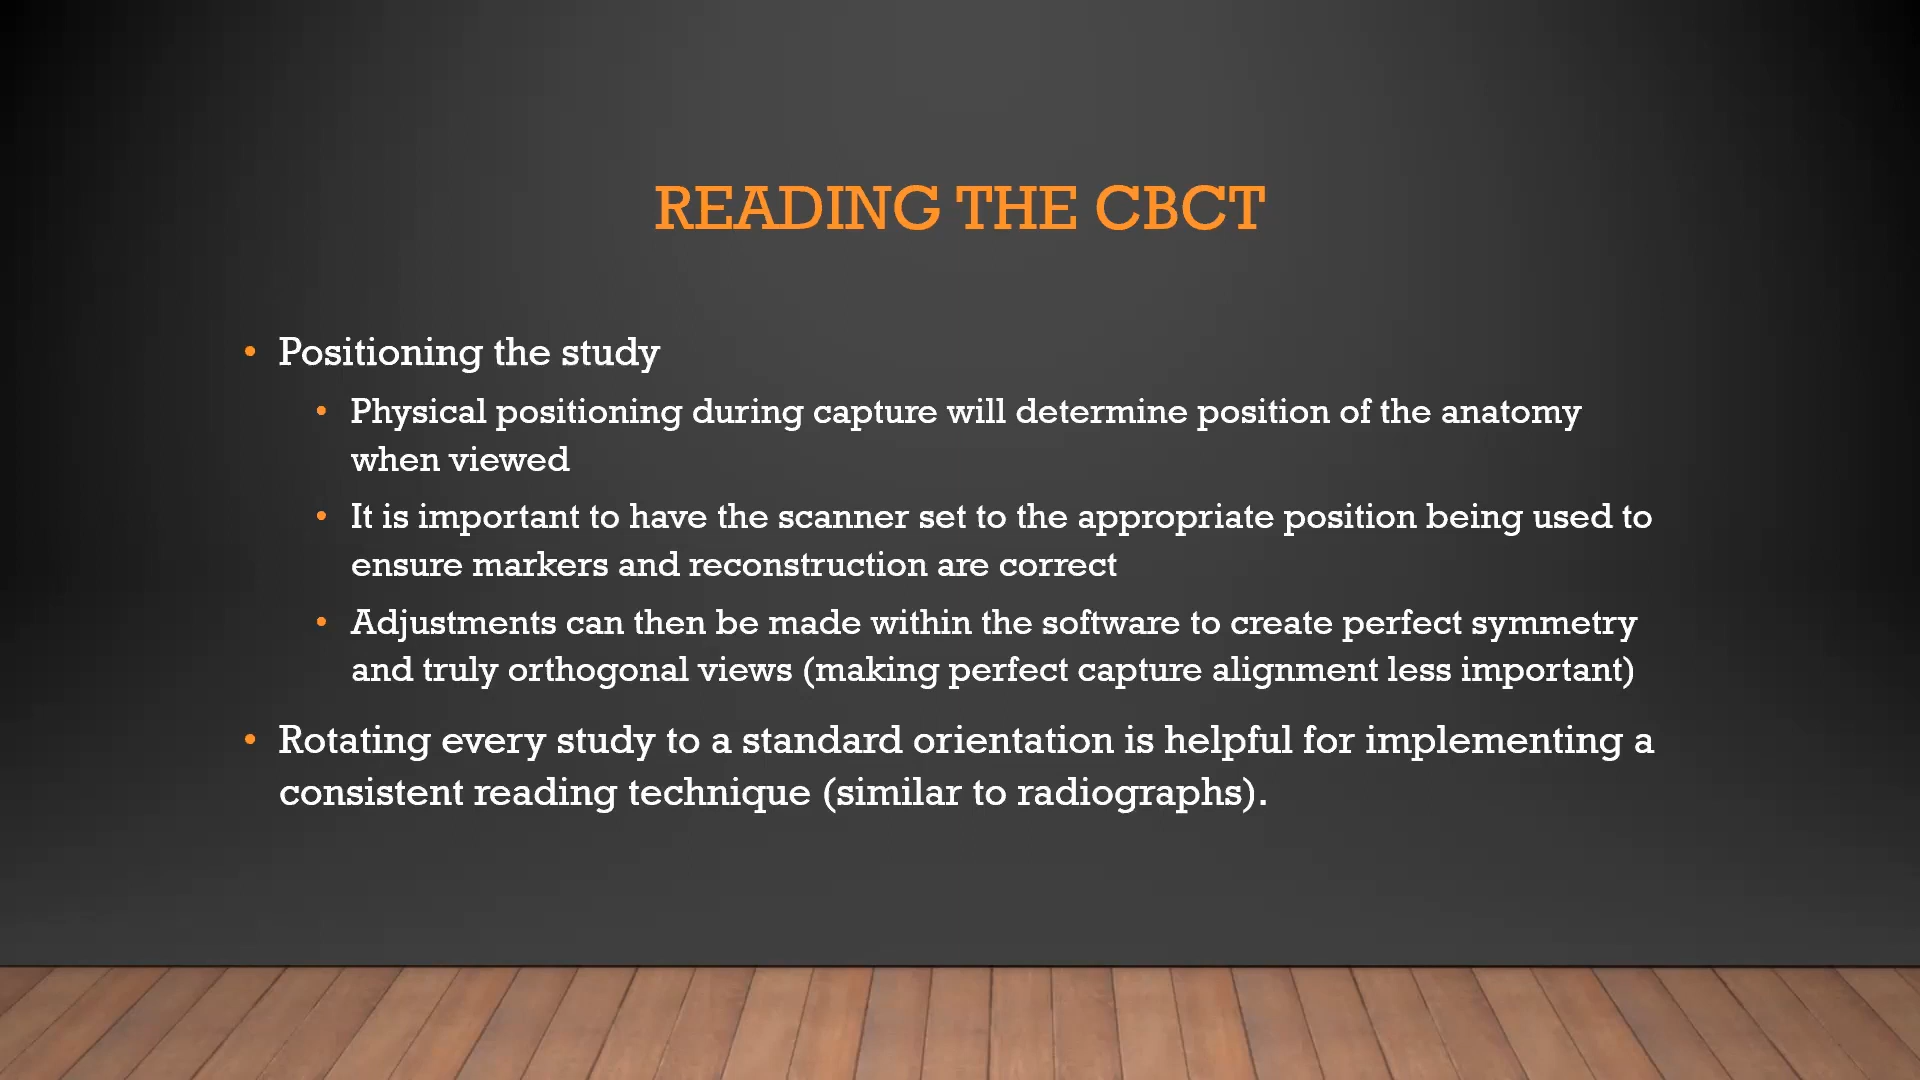 READING THE CBCT
• Positioning the study
• Physical positioning during capture will determine position of the anatomy
when viewed
• It is important to have the scanner set to the appropriate position being used to
ensure markers and reconstruction are correct
• Adjustments can then be made within the software to create perfect symmetry
and truly orthogonal views (making perfect capture alignment less important)
• Rotating every study to a standard orientation is helpful for implementing a
consistent reading technique (similar to radiographs).